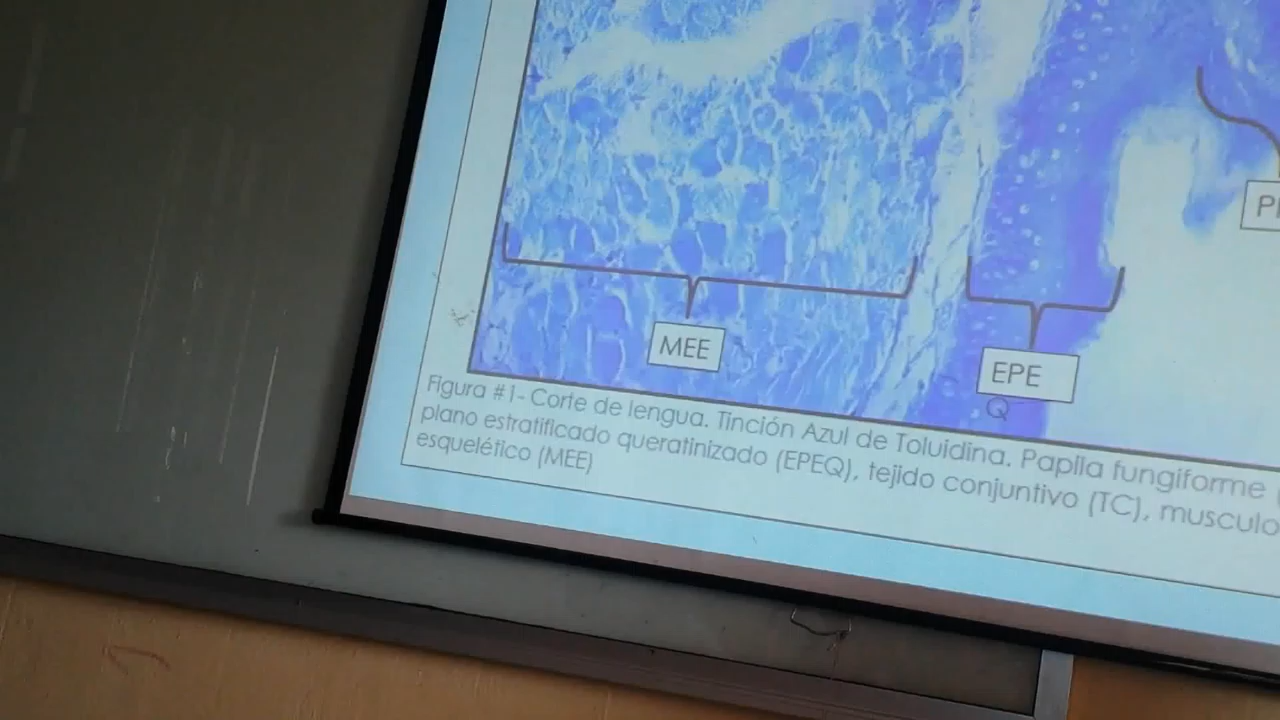 MEE
EPE
Q
Figura #1- Corte de lengua. Tinción Azul de Toluidina. Papila fungiforme
plano estratificado queratinizado (EPEQ), tejido conjuntivo (TC), musculo
esquelético (MEE)